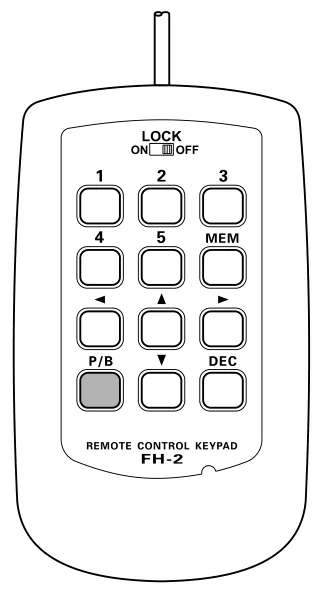 LOCK
ON OFF
1 2 3
4 5 MEM
◄ ▲ ►
P/B ▼ DEC
REMOTE CONTROL KEYPAD
FH-2